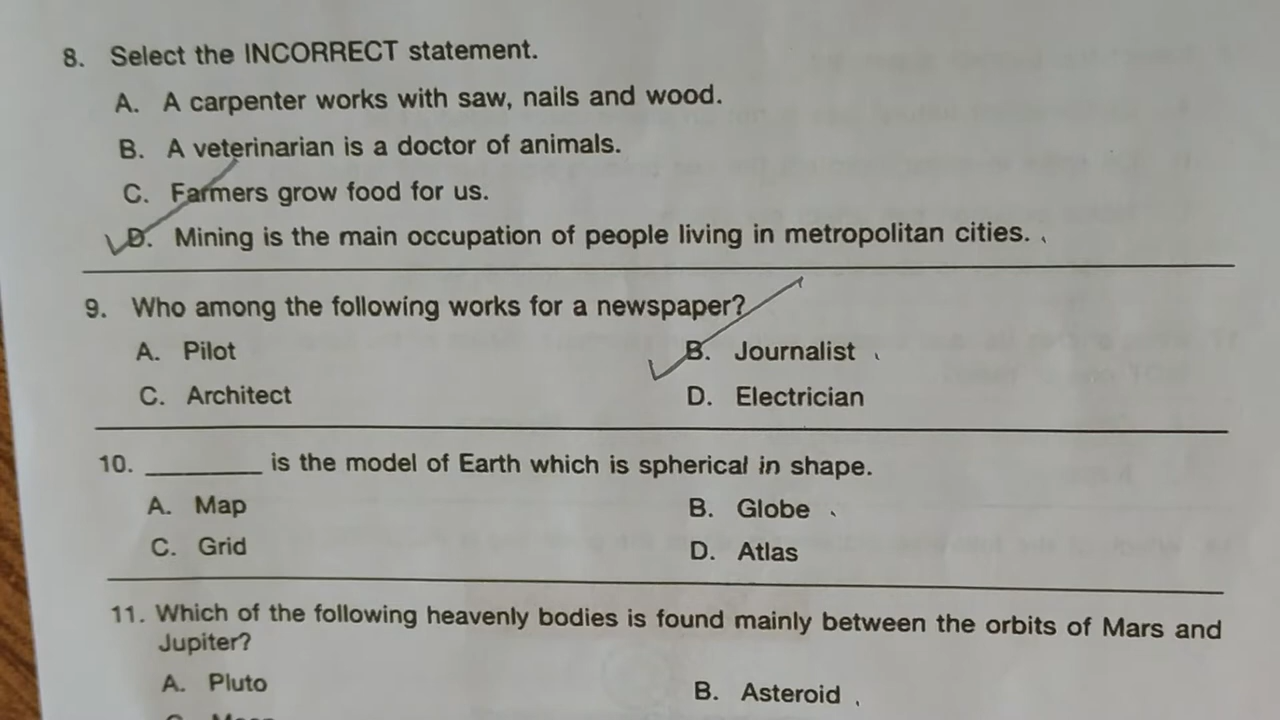 8. Select the INCORRECT statement.
A. A carpenter works with saw, nails and wood.
B. A veterinarian is a doctor of animals.
C. Farmers grow food for us.
D. Mining is the main occupation of people living in metropolitan cities.
9. Who among the following works for a newspaper?
A. Pilot B. Journalist
C. Architect D. Electrician
10. ________ is the model of Earth which is spherical in shape.
A. Map B. Globe
C. Grid D. Atlas
11. Which of the following heavenly bodies is found mainly between the orbits of Mars and
Jupiter?
A. Pluto B. Asteroid